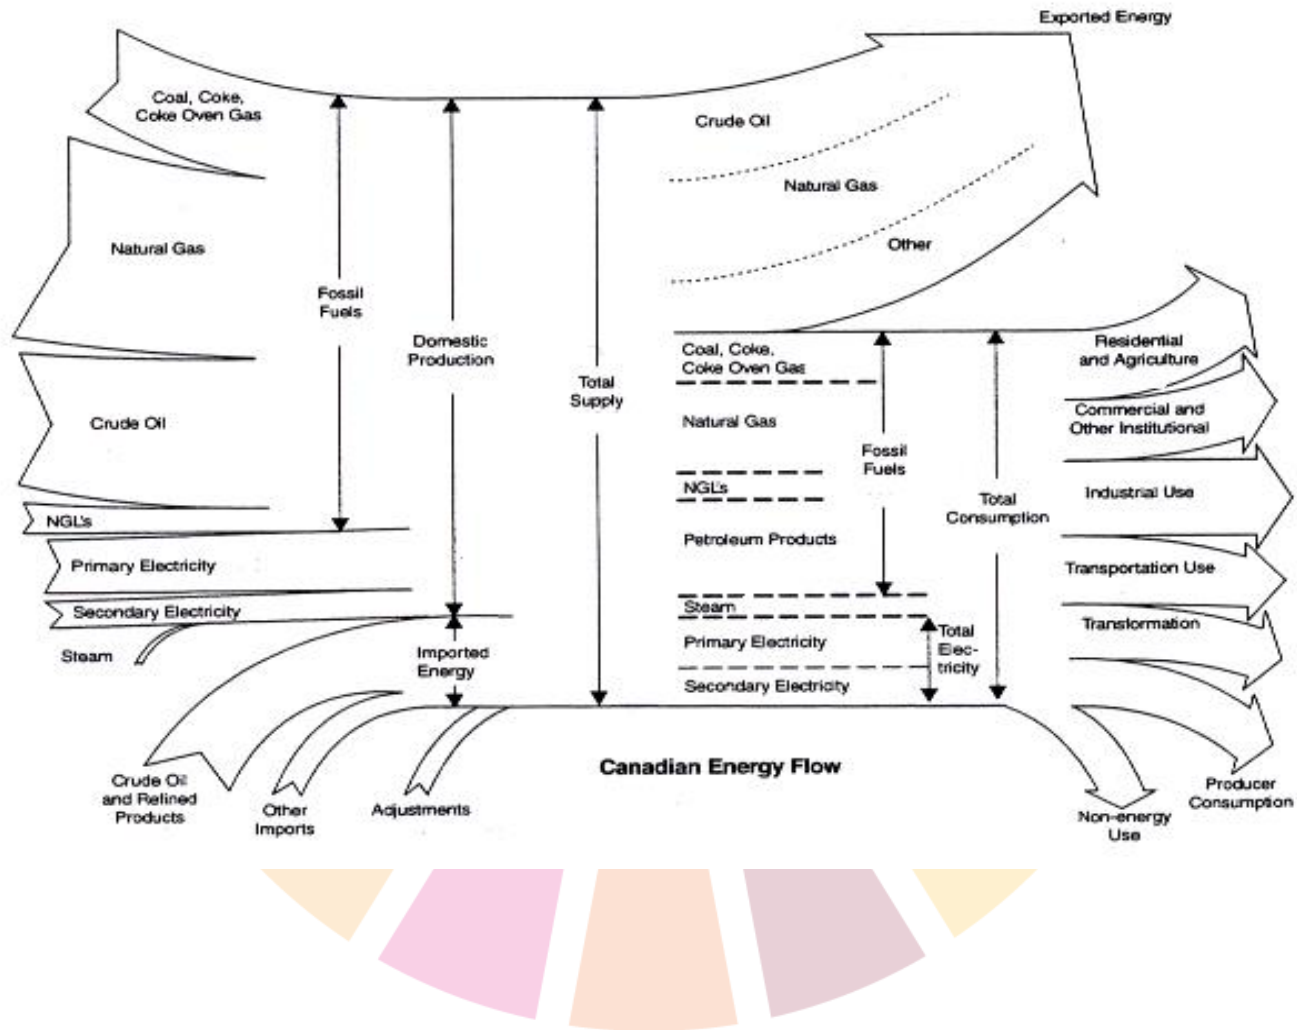 Exported Energy
Coal, Coke,
Coke Oven Gas
Natural Gas
Crude Oil
NGL's
Primary Electricity
Secondary Electricity
Steam
Crude Oil
and Refined
Products
Other
Imports
Adjustments
Fossil
Fuels
Domestic
Production
Imported
Energy
Total
Supply
Crude Oil
Natural Gas
Other
Coal, Coke,
Coke Oven Gas
Natural Gas
NGL's
Petroleum Products
Steam
Primary Electricity
Secondary Electricity
Fossil
Fuels
Total
Elec-
tricity
Total
Consumption
Residential
and Agriculture
Commercial and
Other Institutional
Industrial Use
Transportation Use
Transformation
Producer
Consumption
Non-energy
Use
Canadian Energy Flow